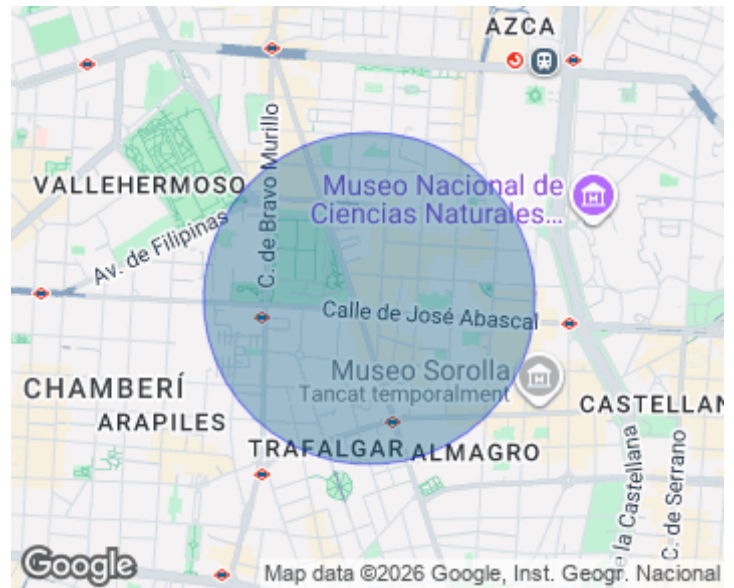 AZCA
C. de Bravo Murillo
VALLEHERMOSO
Museo Nacional de
Ciencias Naturales...
Av. de Filipinas
Calle de José Abascal
Museo Sorolla
Tancat temporalment
CHAMBERÍ
ARAPILES
CASTELLAN
TRAFALGAR
ALMAGRO
e la Castellana
C. de Serrano
Google
Map data ©2026 Google, Inst. Geogr. Nacional